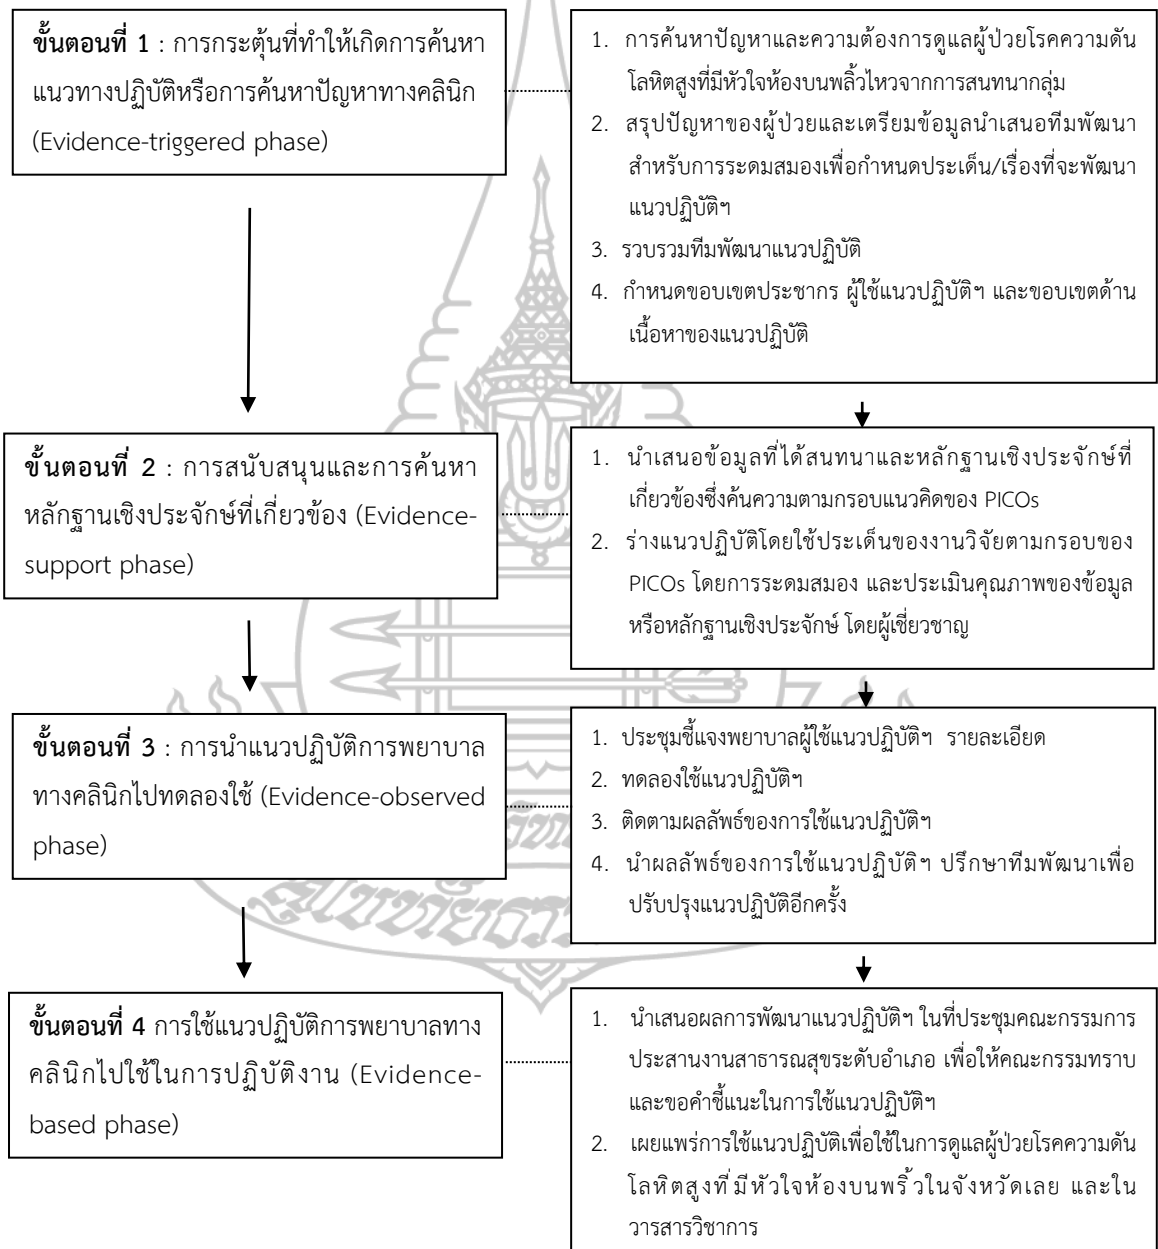 ขั้นตอนที่ 1 : การกระตุ้นที่ทำให้เกิดการค้นหา
แนวทางปฏิบัติหรือการค้นหาปัญหาทางคลินิก
(Evidence-triggered phase)
1. การค้นหาปัญหาและความต้องการดูแลผู้ป่วยโรคความดัน
โลหิตสูงที่มีหัวใจห้องบนพลิ้วไหวจากการสนทนากลุ่ม
2. สรุปปัญหาของผู้ป่วยและเตรียมข้อมูลนำเสนอทีมพัฒนา
สำหรับการระดมสมองเพื่อกำหนดประเด็น/เรื่องที่จะพัฒนา
แนวปฏิบัติฯ
3. รวบรวมทีมพัฒนาแนวปฏิบัติ
4. กำหนดขอบเขตประชากร ผู้ใช้แนวปฏิบัติฯ และขอบเขตด้าน
เนื้อหาของแนวปฏิบัติ
ขั้นตอนที่ 2 : การสนับสนุนและการค้นหา
หลักฐานเชิงประจักษ์ที่เกี่ยวข้อง (Evidence-
support phase)
1. นำเสนอข้อมูลที่ได้สนทนาและหลักฐานเชิงประจักษ์ที่
เกี่ยวข้องซึ่งค้นความตามกรอบแนวคิดของ PICOs
2. ร่างแนวปฏิบัติโดยใช้ประเด็นของงานวิจัยตามกรอบของ
PICOs โดยการระดมสมอง และประเมินคุณภาพของข้อมูล
หรือหลักฐานเชิงประจักษ์ โดยผู้เชี่ยวชาญ
ขั้นตอนที่ 3 : การนำแนวปฏิบัติการพยาบาล
ทางคลินิกไปทดลองใช้ (Evidence-observed
phase)
1. ประชุมชี้แจงพยาบาลผู้ใช้แนวปฏิบัติฯ รายละเอียด
2. ทดลองใช้แนวปฏิบัติฯ
3. ติดตามผลลัพธ์ของการใช้แนวปฏิบัติฯ
4. นำผลลัพธ์ของการใช้แนวปฏิบัติฯ ปรึกษาทีมพัฒนาเพื่อ
ปรับปรุงแนวปฏิบัติอีกครั้ง
ขั้นตอนที่ 4 การใช้แนวปฏิบัติการพยาบาลทาง
คลินิกไปใช้ในการปฏิบัติงาน (Evidence-
based phase)
1. นำเสนอผลการพัฒนาแนวปฏิบัติฯ ในที่ประชุมคณะกรรมการ
ประสานงานสาธารณสุขระดับอำเภอ เพื่อให้คณะกรรมทราบ
และขอคำชี้แนะในการใช้แนวปฏิบัติฯ
2. เผยแพร่การใช้แนวปฏิบัติเพื่อใช้ในการดูแลผู้ป่วยโรคความดัน
โลหิตสูงที่มีหัวใจห้องบนพริ้วในจังหวัดเลย และใน
วารสารวิชาการ